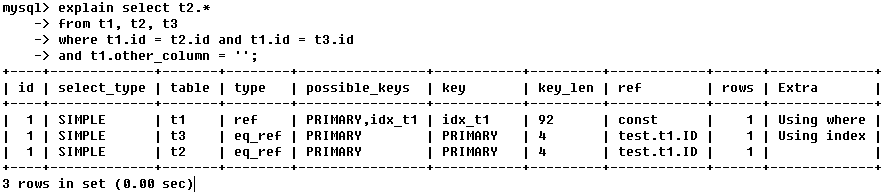 mysql> explain select t2.*
    -> from t1, t2, t3
    -> where t1.id = t2.id and t1.id = t3.id
    -> and t1.other_column = '';
+----+-------------+-------+--------+----------------+---------+---------+------------+------+-------------+
| id | select_type | table | type   | possible_keys  | key     | key_len | ref        | rows | Extra       |
+----+-------------+-------+--------+----------------+---------+---------+------------+------+-------------+
|  1 | SIMPLE      | t1    | ref    | PRIMARY,idx_t1 | idx_t1  | 92      | const      |    1 | Using where |
|  1 | SIMPLE      | t3    | eq_ref | PRIMARY        | PRIMARY | 4       | test.t1.ID |    1 | Using index |
|  1 | SIMPLE      | t2    | eq_ref | PRIMARY        | PRIMARY | 4       | test.t1.ID |    1 |             |
+----+-------------+-------+--------+----------------+---------+---------+------------+------+-------------+
3 rows in set (0.00 sec)